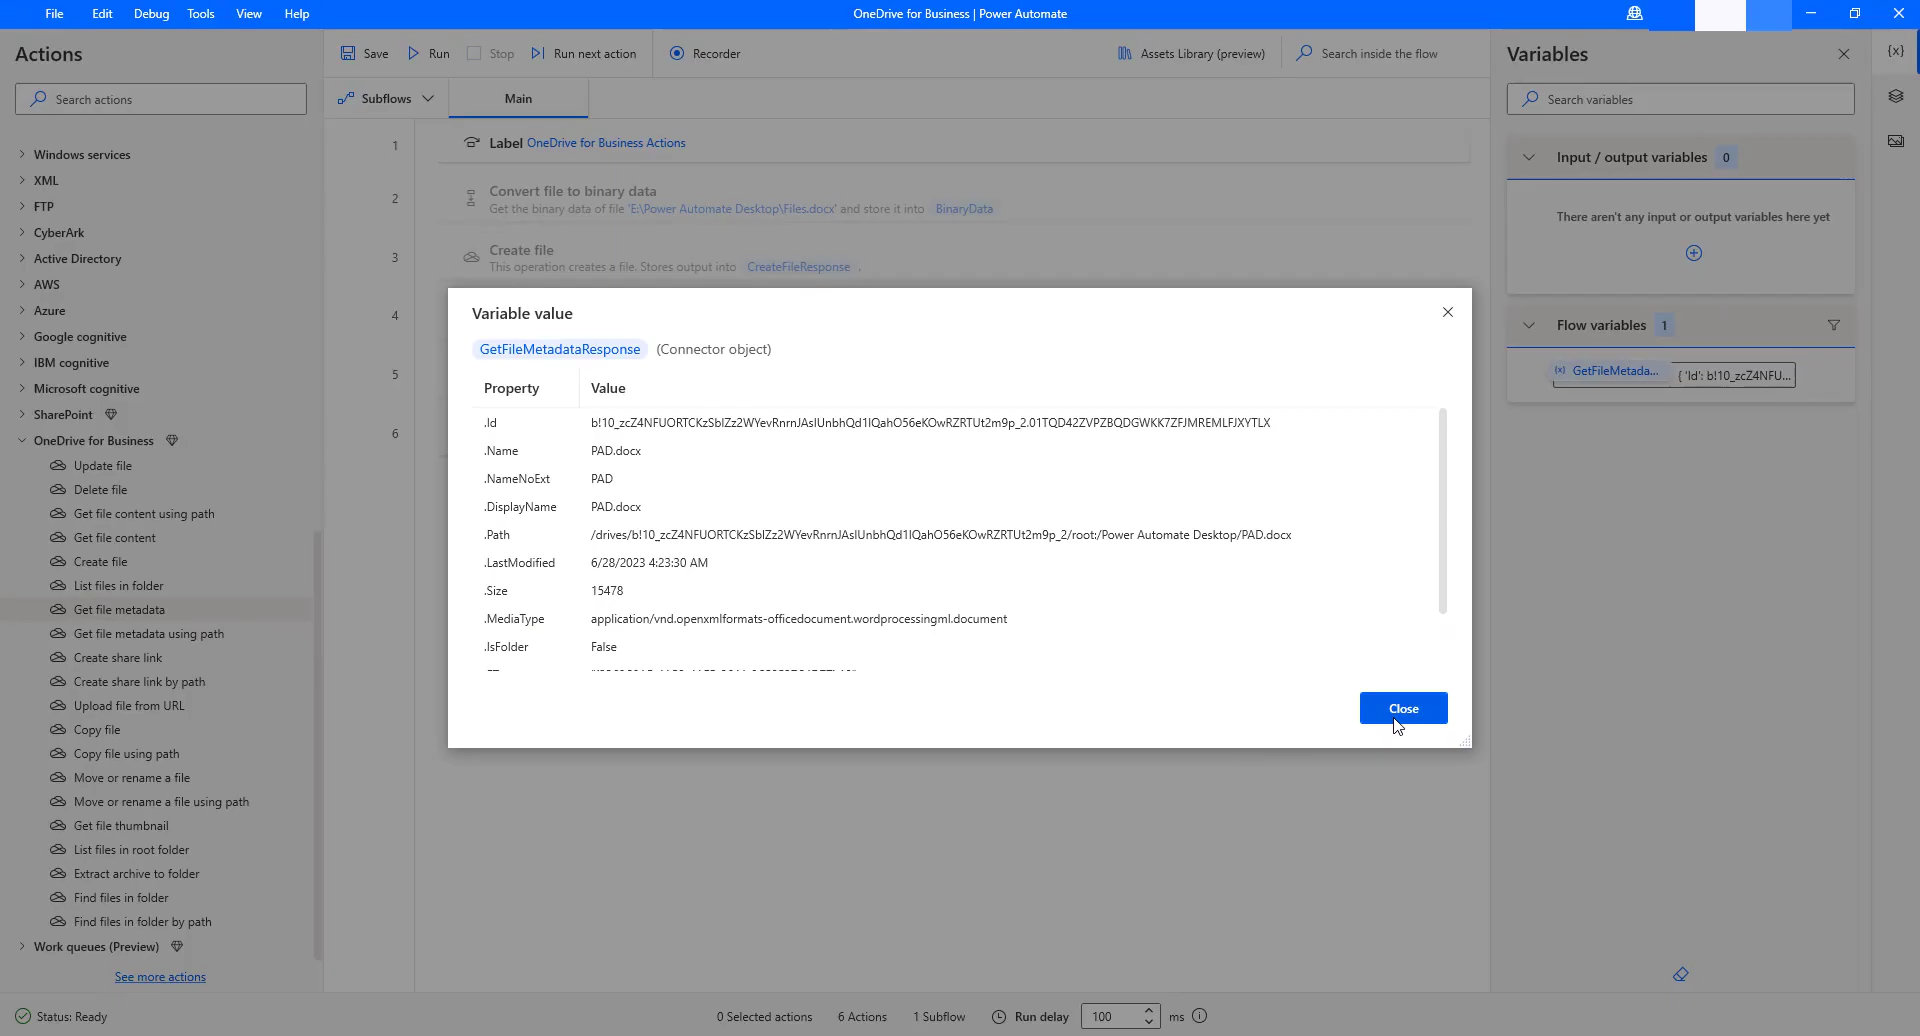 File Edit Debug Tools View Help
OneDrive for Business | Power Automate
Actions
Search actions
Windows services
XML
FTP
CyberArk
Active Directory
AWS
Azure
Google cognitive
IBM cognitive
Microsoft cognitive
SharePoint
OneDrive for Business
Update file
Delete file
Get file content using path
Get file content
Create file
List files in folder
Get file metadata
Get file metadata using path
Create share link
Create share link by path
Upload file from URL
Copy file
Copy file using path
Move or rename a file
Move or rename a file using path
Get file thumbnail
List files in root folder
Extract archive to folder
Find files in folder
Find files in folder by path
Work queues (Preview)
See more actions
Save Run Stop Run next action Recorder Assets Library (preview) Search inside the flow
Subflows Main
1 Label OneDrive for Business Actions
2 Convert file to binary data
Get the binary data of file 'E:\Power Automate Desktop\Files.docx' and store it into BinaryData
3 Create file
This operation creates a file. Stores output into CreateFileResponse .
4
5
6
Variable value
GetFileMetadataResponse (Connector object)
Property Value
.Name PAD.docx
.NameNoExt PAD
.DisplayName PAD.docx
.LastModified 6/28/2023 4:23:30 AM
.Size 15478
.MediaType application/vnd.openxmlformats-officedocument.wordprocessingml.document
.IsFolder False
Close
Variables
{x}
Search variables
Input / output variables 0
There aren't any input or output variables here yet
Flow variables 1
{x} GetFileMetada... { 'Id': b!10_zcZ4NFU...
Status: Ready
0 Selected actions 6 Actions 1 Subflow Run delay 100 ms